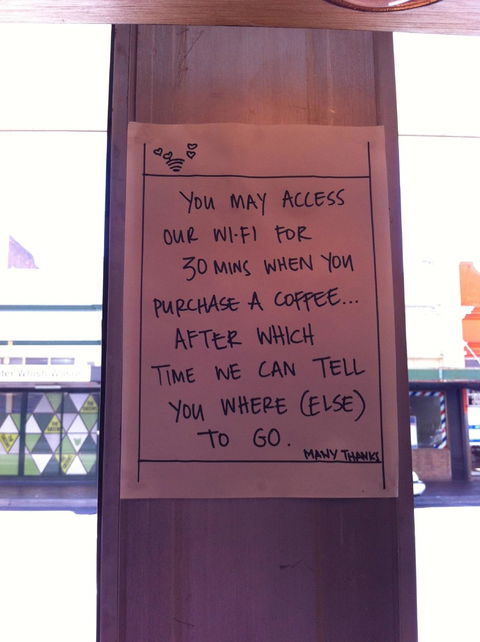 YOU MAY ACCESS
OUR WI-FI FOR
30 MINS WHEN YOU
PURCHASE A COFFEE...
AFTER WHICH
TIME WE CAN TELL
YOU WHERE (ELSE)
TO GO.
MANY THANKS